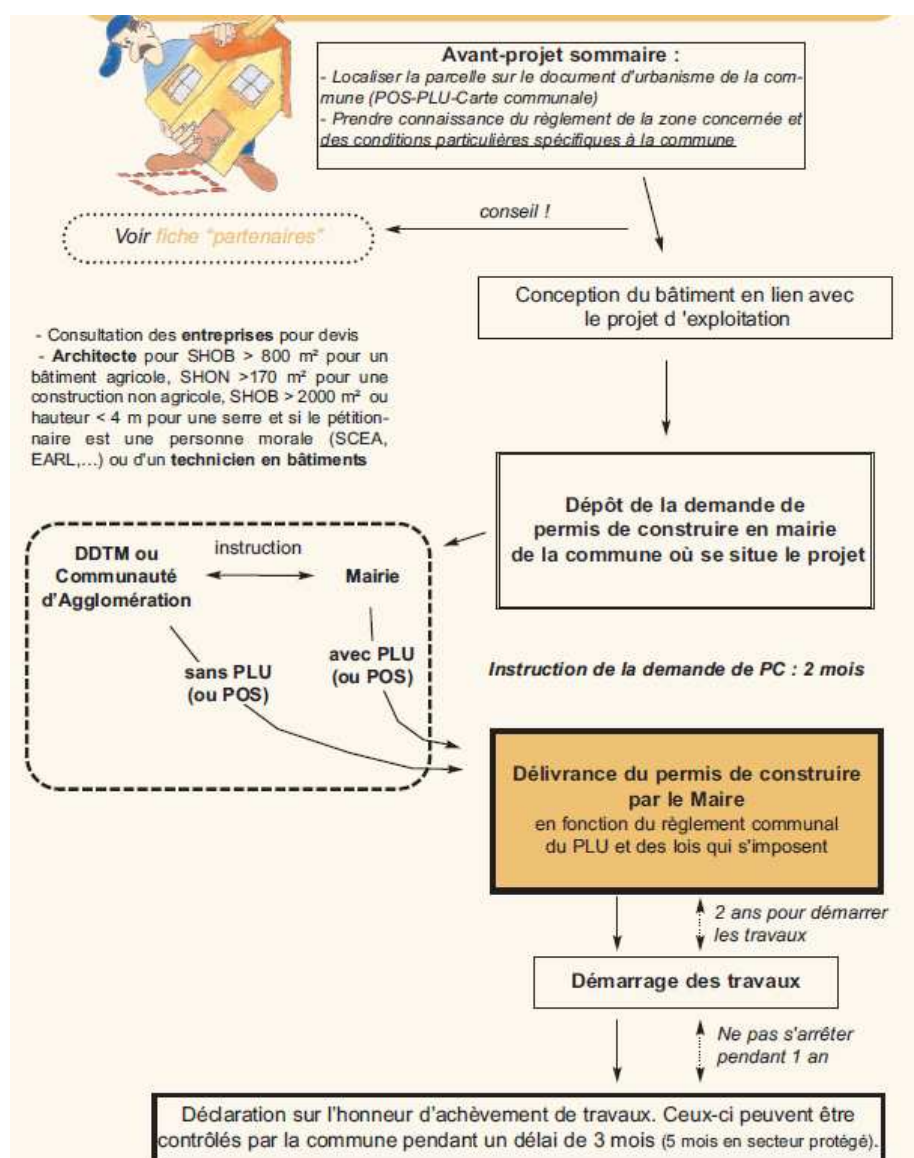 Avant-projet sommaire :
- Localiser la parcelle sur le document d'urbanisme de la com-
mune (POS-PLU-Carte communale)
- Prendre connaissance du règlement de la zone concernée et
des conditions particulières spécifiques à la commune
conseil !
Voir fiche "partenaires"
Conception du bâtiment en lien avec
le projet d 'exploitation
- Consultation des entreprises pour devis
- Architecte pour SHOB > 800 m² pour un
bâtiment agricole, SHON >170 m² pour une
construction non agricole, SHOB > 2000 m² ou
hauteur < 4 m pour une serre et si le pétition-
naire est une personne morale (SCEA,
EARL,...) ou d'un technicien en bâtiments
Dépôt de la demande de
permis de construire en mairie
de la commune où se situe le projet
DDTM ou
Communauté
d'Agglomération
instruction
Mairie
sans PLU
(ou POS)
avec PLU
(ou POS)
Instruction de la demande de PC : 2 mois
Délivrance du permis de construire
par le Maire
en fonction du règlement communal
du PLU et des lois qui s'imposent
2 ans pour démarrer
les travaux
Démarrage des travaux
Ne pas s'arrêter
pendant 1 an
Déclaration sur l'honneur d'achèvement de travaux. Ceux-ci peuvent être
contrôlés par la commune pendant un délai de 3 mois (5 mois en secteur protégé).